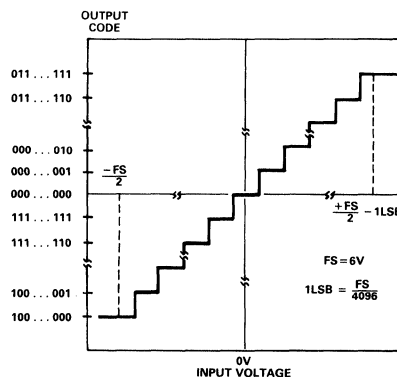 OUTPUT
CODE
011 . . . 111
011 . . . 110
000 . . . 010
000 . . . 001
000 . . . 000
111 . . . 111
111 . . . 110
100 . . . 001
100 . . . 000
−FS
2
+FS
2
− 1LSB
FS = 6V
1LSB = FS
4096
0V
INPUT VOLTAGE